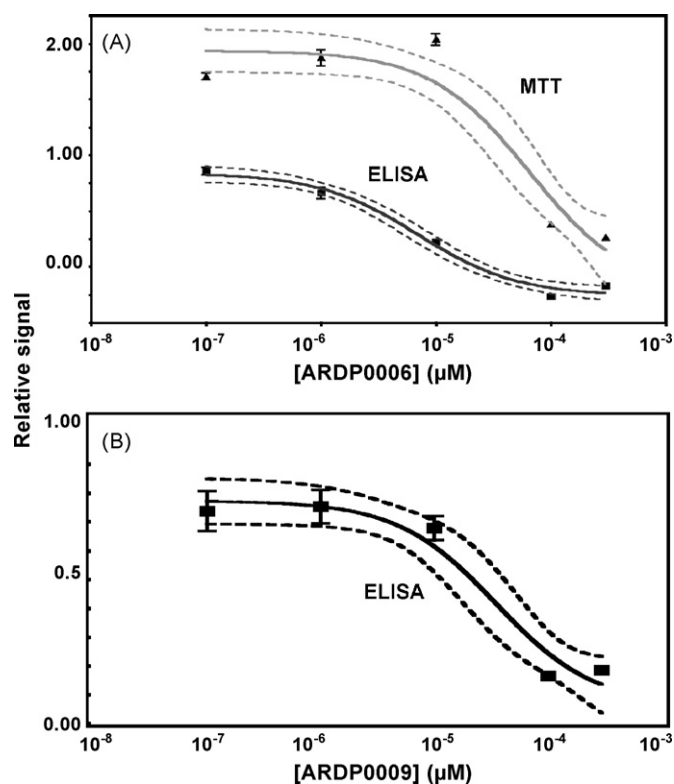 (A)
2.00
MTT
1.00
ELISA
0.00
10-8 10-7 10-6 10-5 10-4 10-3
[ARDP0006] (µM)
Relative signal
(B)
1.00
0.5
ELISA
0.00
10-8 10-7 10-6 10-5 10-4 10-3
[ARDP0009] (µM)